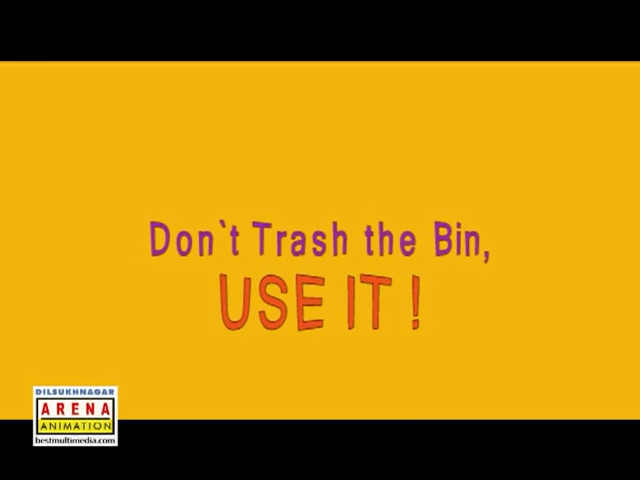 Don`t Trash the Bin,
USE IT !
DILSUKHNAGAR
ARENA
ANIMATION
bestmultimedia.com